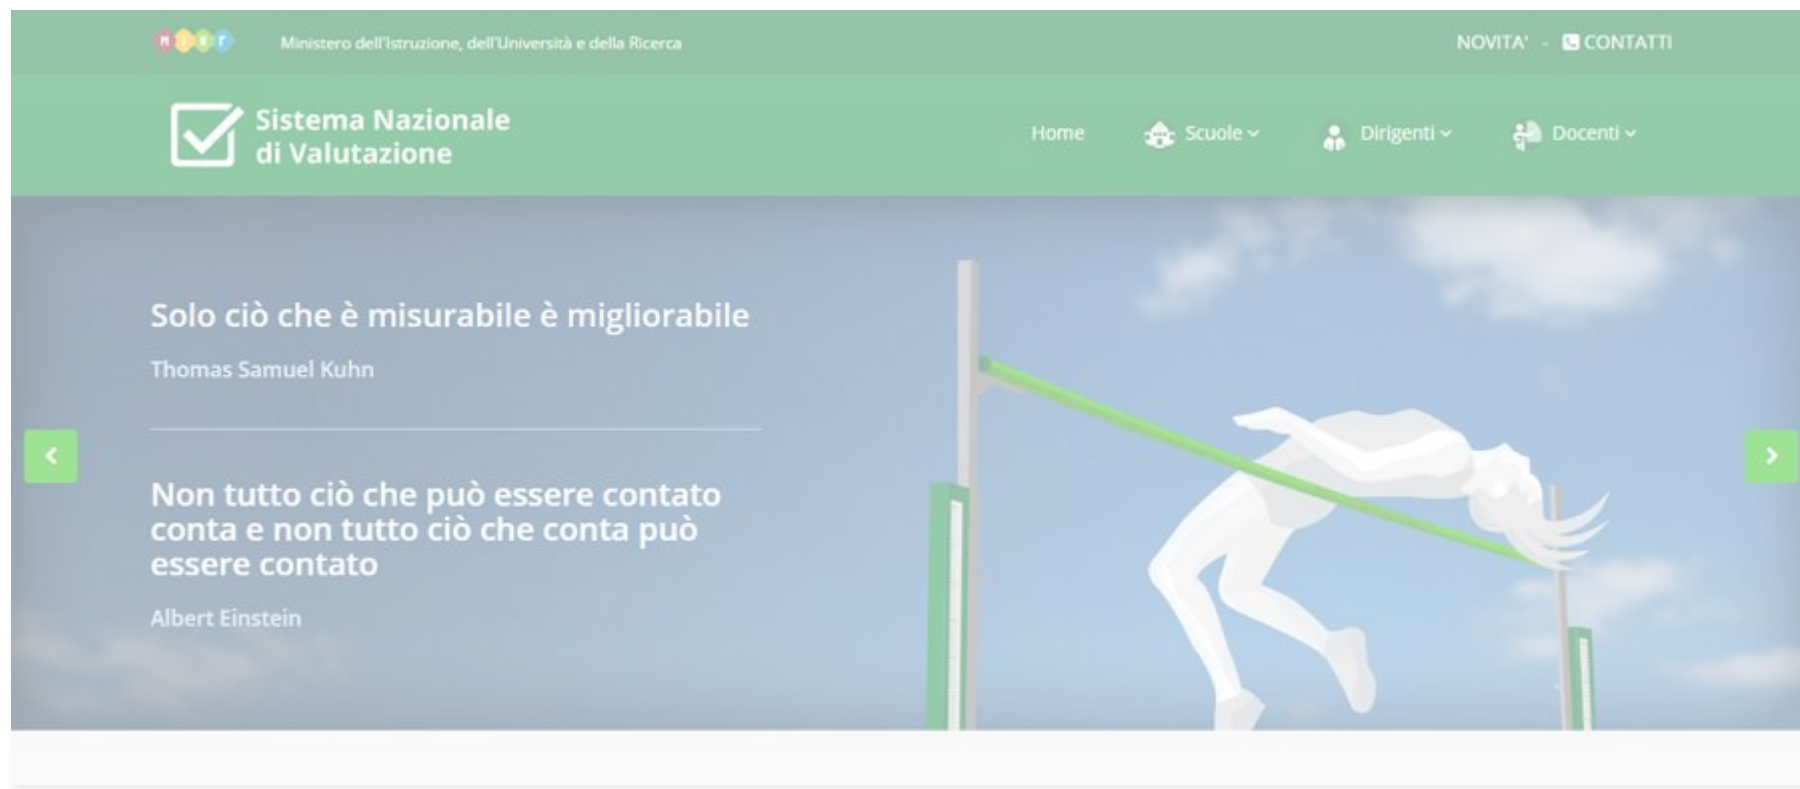 MIUR
Ministero dell'Istruzione, dell'Università e della Ricerca
NOVITA' - CONTATTI
Sistema Nazionale
di Valutazione
Home Scuole Dirigenti Docenti
Solo ciò che è misurabile è migliorabile
Thomas Samuel Kuhn
Non tutto ciò che può essere contato
conta e non tutto ciò che conta può
essere contato
Albert Einstein